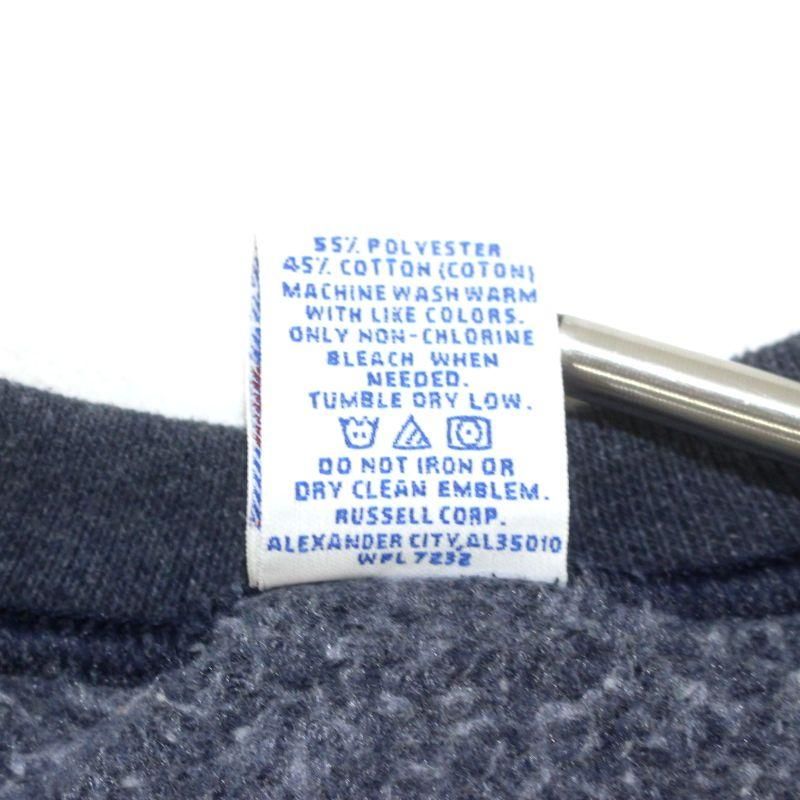 55% POLYESTER
45% COTTON (COTON)
MACHINE WASH WARM
WITH LIKE COLORS.
ONLY NON-CHLORINE
BLEACH WHEN
NEEDED.
TUMBLE DRY LOW.
DO NOT IRON OR
DRY CLEAN EMBLEM.
RUSSELL CORP.
ALEXANDER CITY, AL35010
WPL 7232